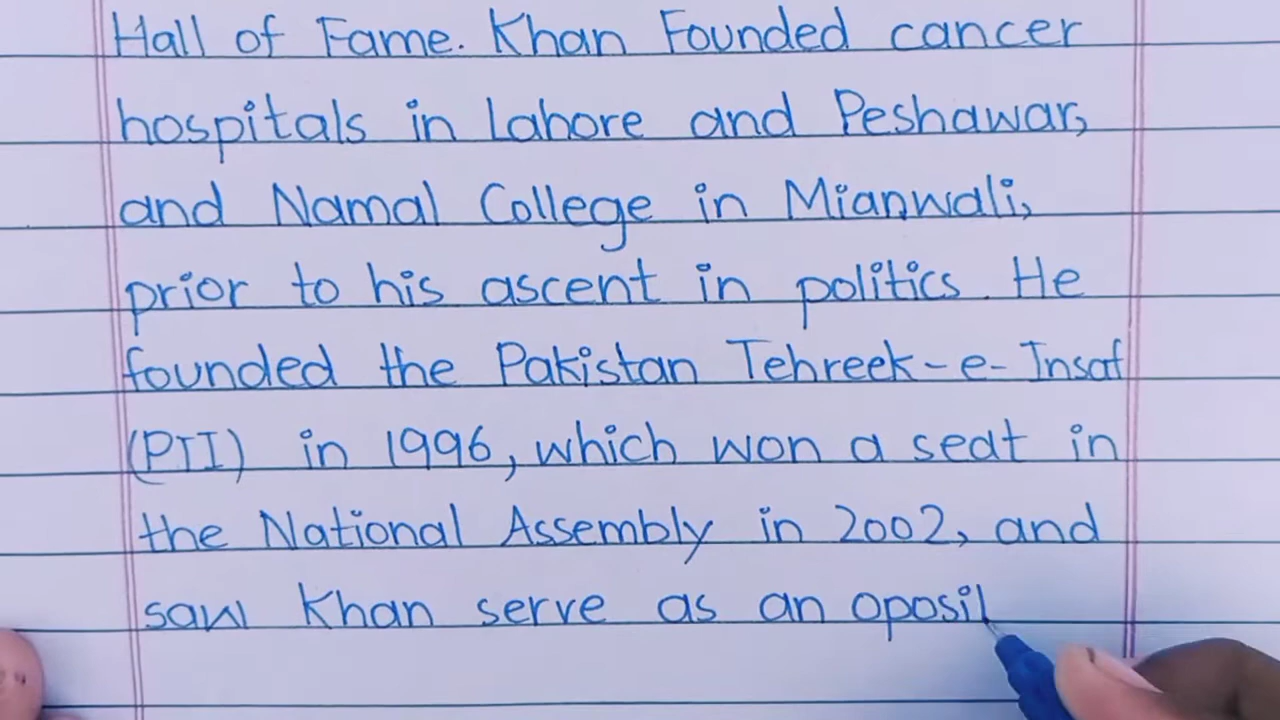 Hall of Fame. Khan Founded cancer
hospitals in Lahore and Peshawar,
and Namal College in Mianwali,
prior to his ascent in politics. He
founded the Pakistan Tehreek-e-Insaf
(PTI) in 1996, which won a seat in
the National Assembly in 2002, and
saw Khan serve as an oposit